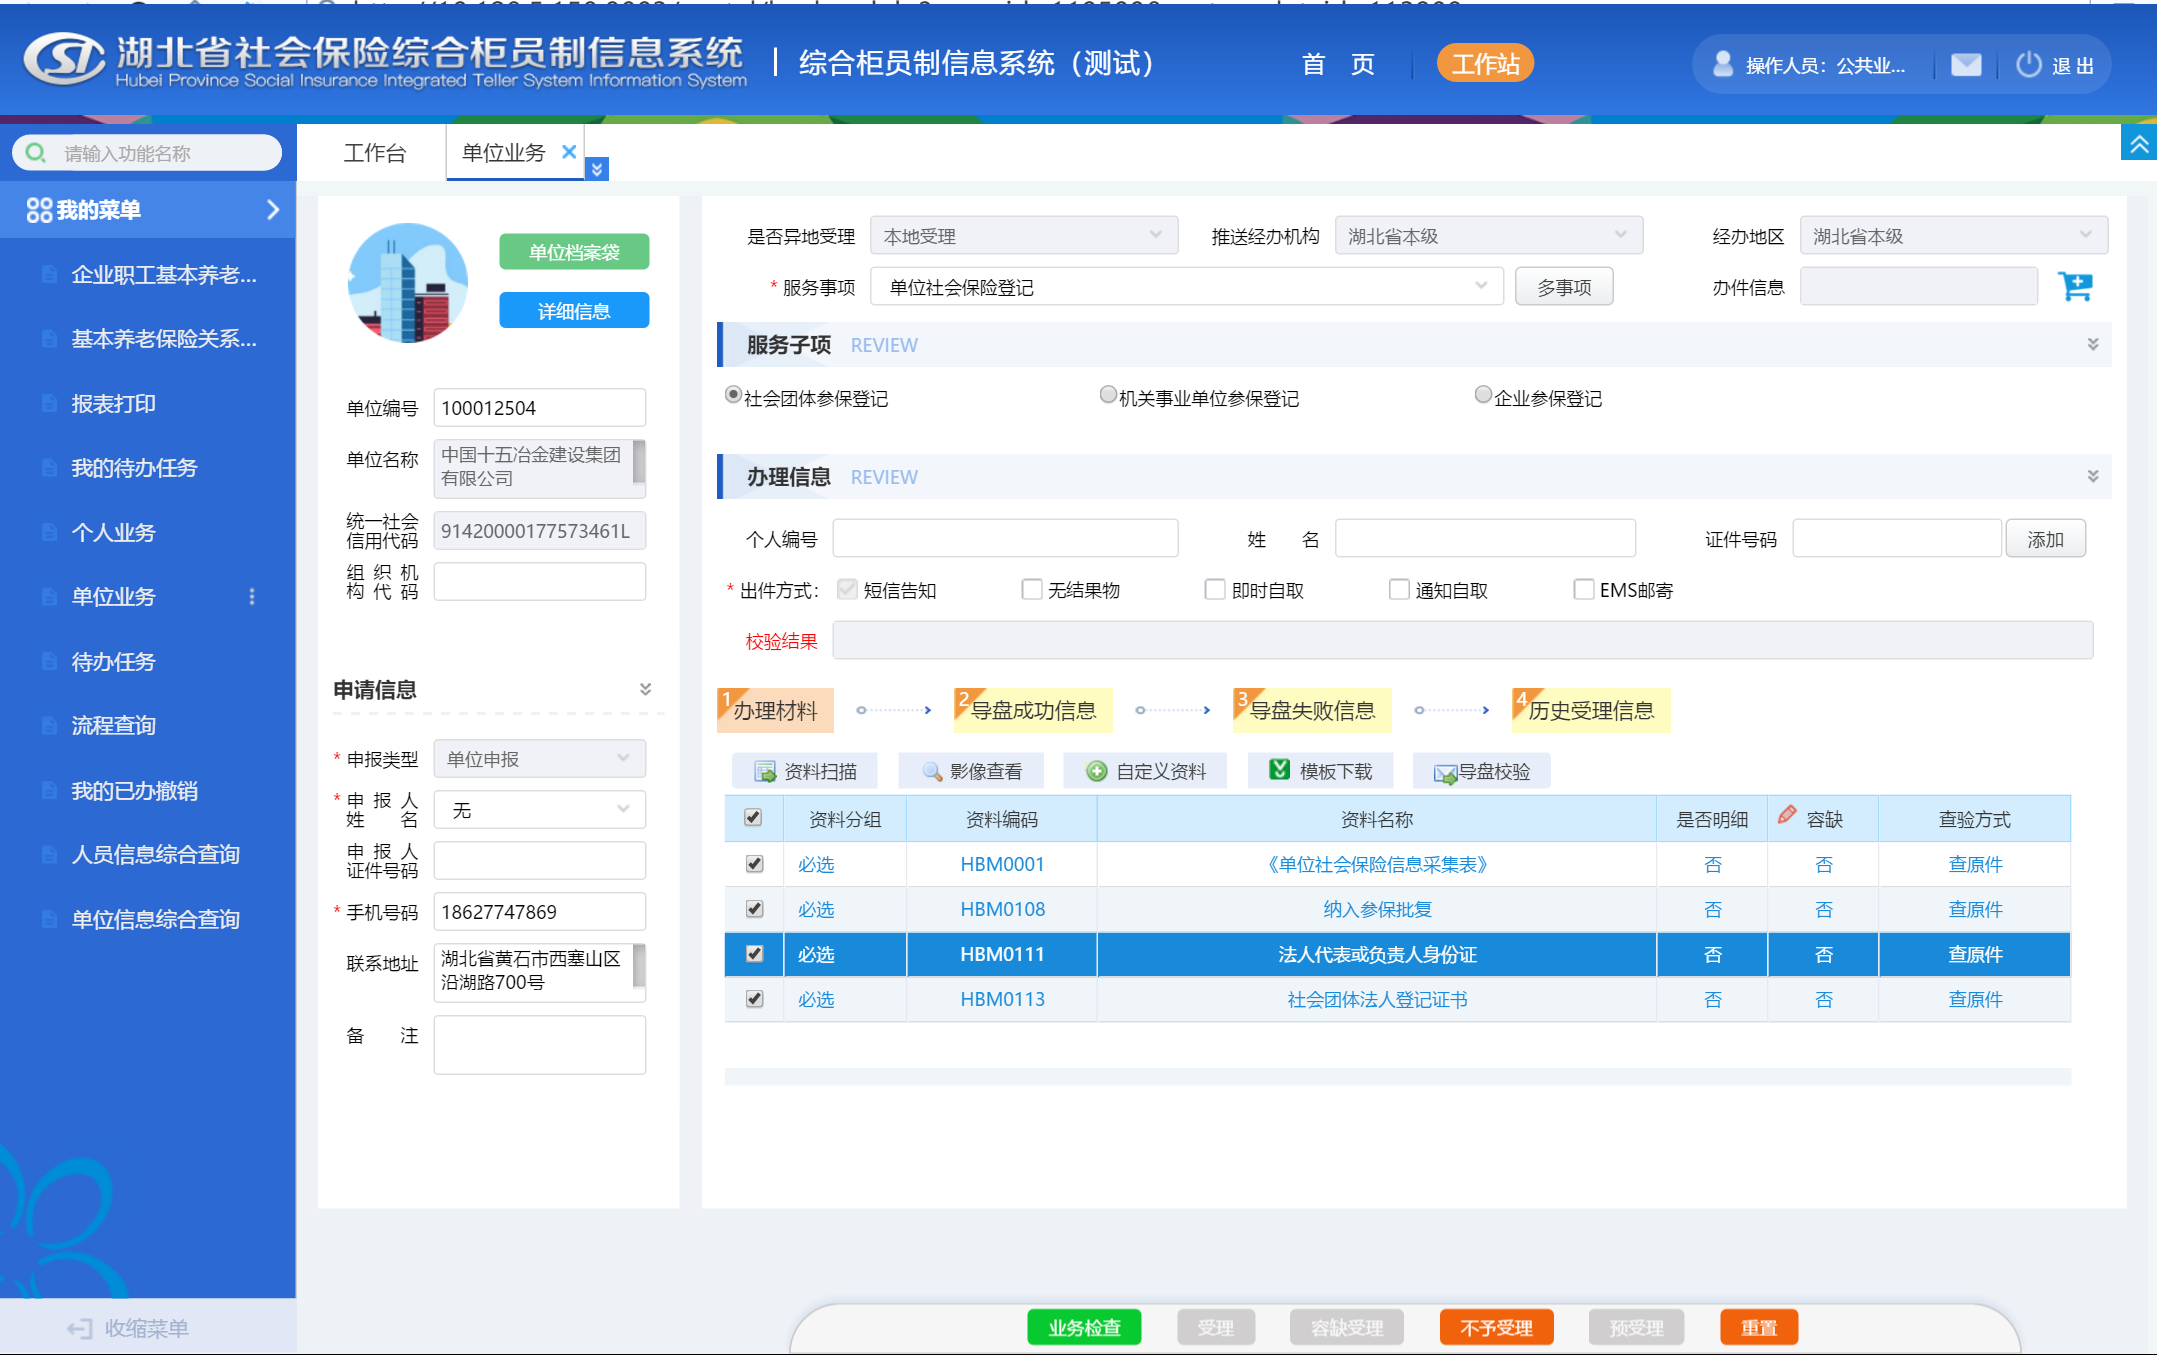 湖北省社会保险综合柜员制信息系统
Hubei Province Social Insurance Integrated Teller System Information System
综合柜员制信息系统（测试）
首 页
工作站
操作人员：公共业...
退 出
请输入功能名称
我的菜单
企业职工基本养老...
基本养老保险关系...
报表打印
我的待办任务
个人业务
单位业务
待办任务
流程查询
我的已办撤销
人员信息综合查询
单位信息综合查询
收缩菜单
工作台
单位业务
单位档案袋
详细信息
单位编号 100012504
单位名称 中国十五冶金建设集团
有限公司
统一社会
信用代码 91420000177573461L
组 织 机
构 代 码
申请信息
* 申报类型 单位申报
* 申 报 人
姓 名 无
申 报 人
证件号码
* 手机号码 18627747869
联系地址 湖北省黄石市西塞山区
沿湖路700号
备 注
是否异地受理 本地受理 推送经办机构 湖北省本级 经办地区 湖北省本级
* 服务事项 单位社会保险登记 多事项 办件信息
服务子项 REVIEW
社会团体参保登记 机关事业单位参保登记 企业参保登记
办理信息 REVIEW
个人编号 姓 名 证件号码 添加
* 出件方式： 短信告知 无结果物 即时自取 通知自取 EMS邮寄
校验结果
1 办理材料 2 导盘成功信息 3 导盘失败信息 4 历史受理信息
资料扫描 影像查看 自定义资料 模板下载 导盘校验
资料分组 资料编码 资料名称 是否明细 容缺 查验方式
必选 HBM0001 《单位社会保险信息采集表》 否 否 查原件
必选 HBM0108 纳入参保批复 否 否 查原件
必选 HBM0111 法人代表或负责人身份证 否 否 查原件
必选 HBM0113 社会团体法人登记证书 否 否 查原件
业务检查 受理 容缺受理 不予受理 预受理 重置